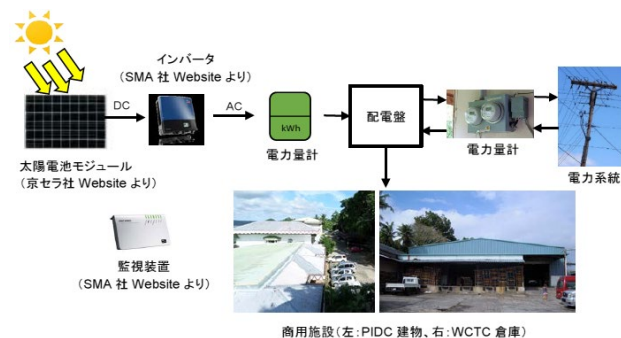 インバータ
（SMA 社 Website より）
DC
AC
kWh
配電盤
太陽電池モジュール
（京セラ社 Website より）
電力量計
電力量計
電力系統
監視装置
（SMA 社 Website より）
商用施設（左：PIDC 建物、右：WCTC 倉庫）